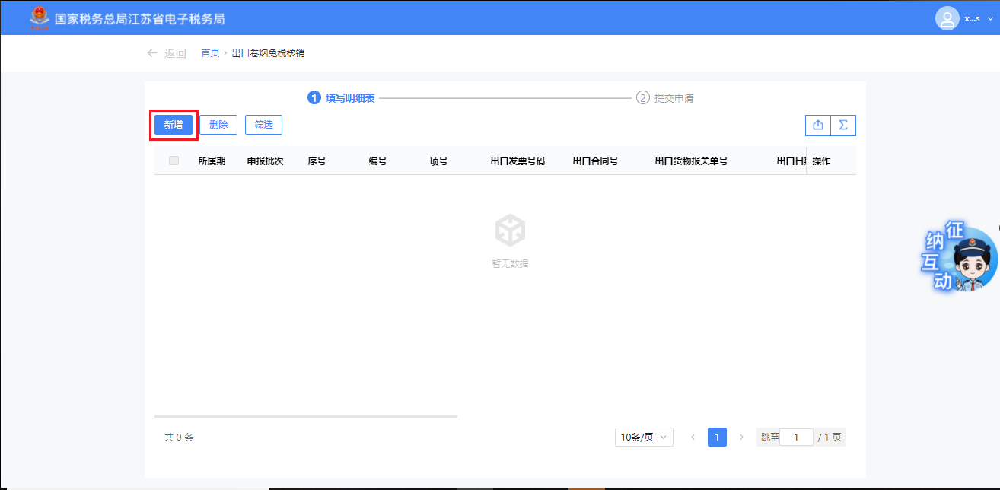 国家税务总局江苏省电子税务局
x...s
返回 首页 › 出口卷烟免税核销
1 填写明细表
2 提交申请
新增 删除 筛选
所属期 申报批次 序号 编号 项号 出口发票号码 出口合同号 出口货物报关单号 出口日 操作
暂无数据
征
纳
互
动
共 0 条
10条/页 ‹ 1 › 跳至 1 / 1 页